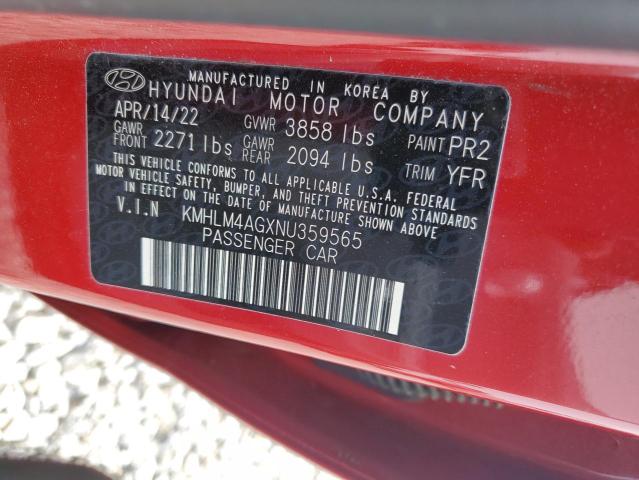 MANUFACTURED IN KOREA BY
HYUNDAI MOTOR COMPANY
APR/14/22 GVWR 3858 lbs PAINT PR2
GAWR FRONT 2271 lbs GAWR REAR 2094 lbs TRIM YFR
THIS VEHICLE CONFORMS TO ALL APPLICABLE U.S.A. FEDERAL
MOTOR VEHICLE SAFETY, BUMPER, AND THEFT PREVENTION STANDARDS
IN EFFECT ON THE DATE OF MANUFACTURE SHOWN ABOVE.
V.I.N KMHLM4AGXNU359565
PASSENGER CAR